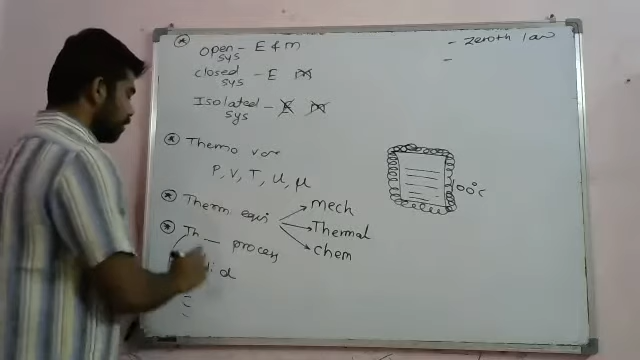 Open sys - E & m
closed sys - E m
Isolated sys - E m
Thermo var
P, V, T, U, μ
Therm equi
Mech
Thermal
chem
Th — process
- Zeroth law
-
100°C